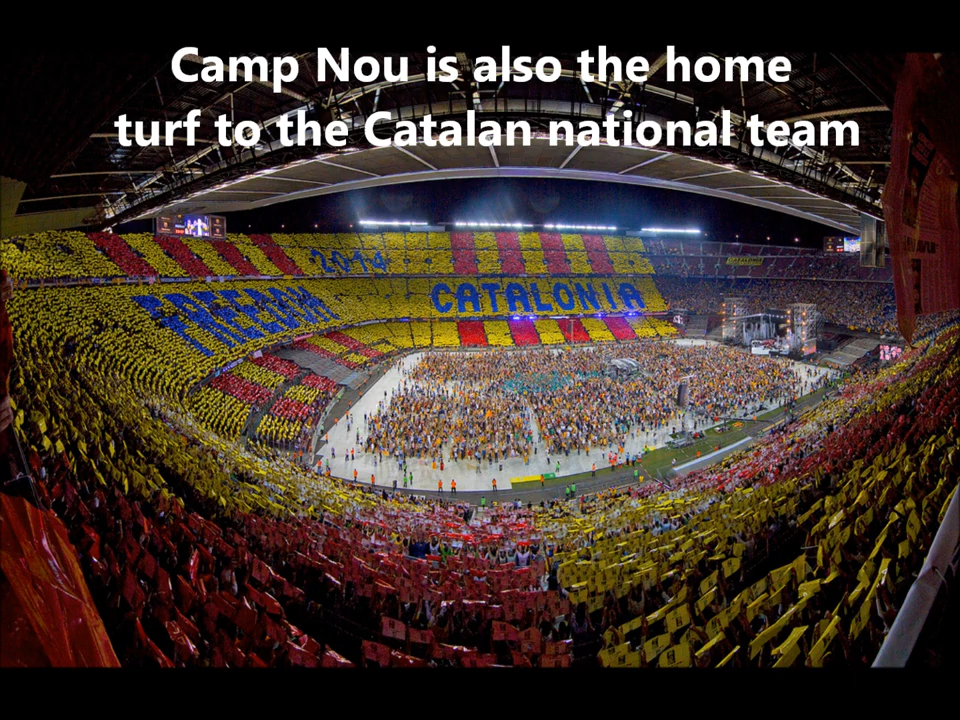 Camp Nou is also the home
turf to the Catalan national team
2014
FREEDOM
CATALONIA